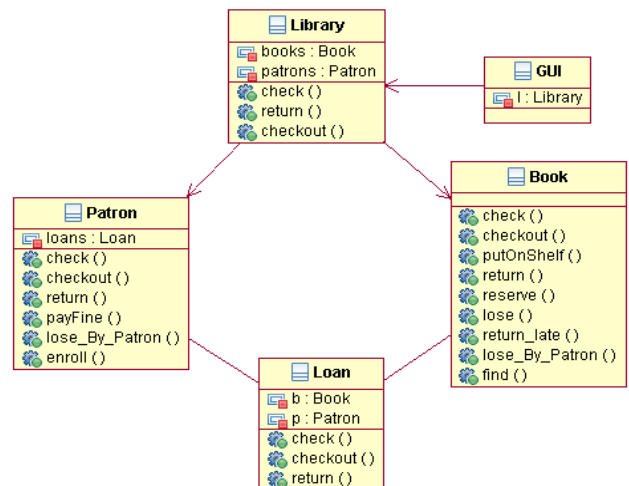 Library
books : Book
patrons : Patron
check ()
return ()
checkout ()
GUI
l : Library
Patron
loans : Loan
check ()
checkout ()
return ()
payFine ()
lose_By_Patron ()
enroll ()
Book
check ()
checkout ()
putOnShelf ()
return ()
reserve ()
lose ()
return_late ()
lose_By_Patron ()
find ()
Loan
b : Book
p : Patron
check ()
checkout ()
return ()